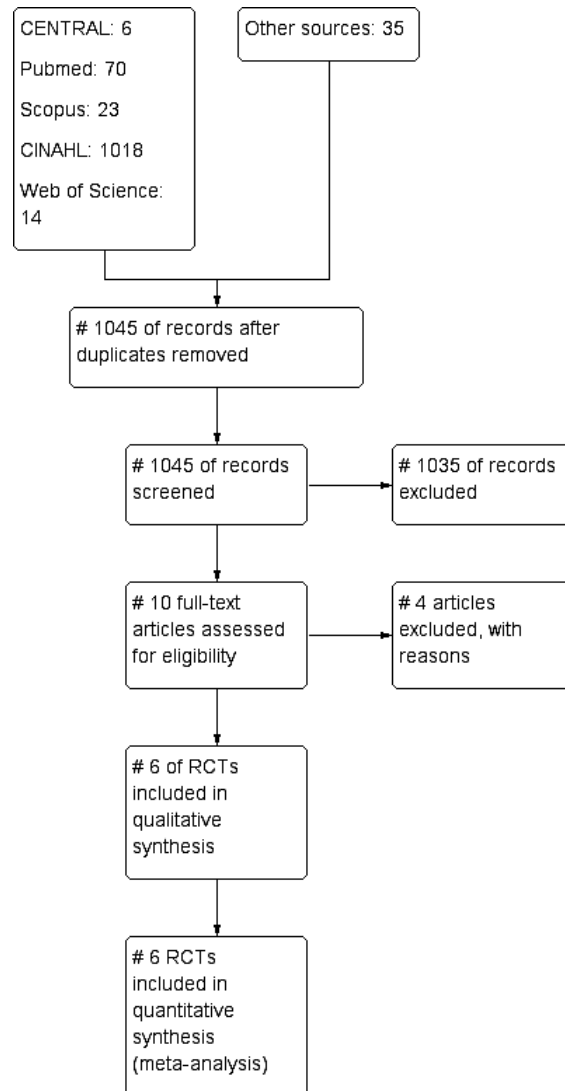 CENTRAL: 6
Pubmed: 70
Scopus: 23
CINAHL: 1018
Web of Science:
14
Other sources: 35
# 1045 of records after
duplicates removed
# 1045 of records
screened
# 1035 of records
excluded
# 10 full-text
articles assessed
for eligibility
# 4 articles
excluded, with
reasons
# 6 of RCTs
included in
qualitative
synthesis
# 6 RCTs
included in
quantitative
synthesis
(meta-analysis)